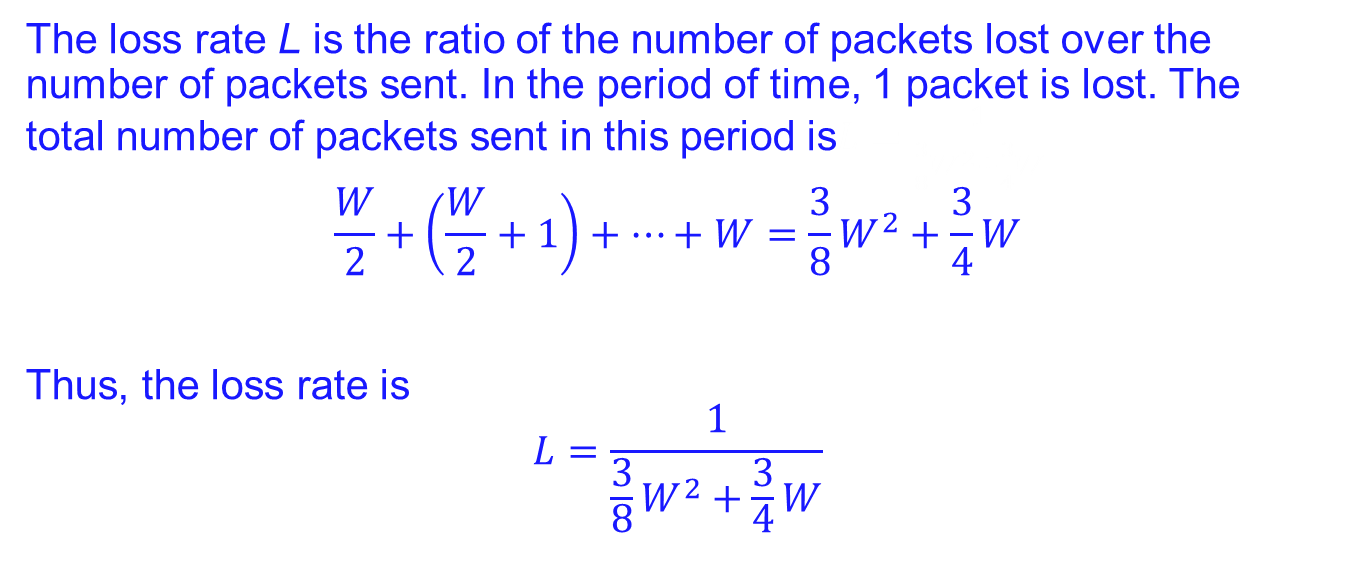 The loss rate L is the ratio of the number of packets lost over the
number of packets sent. In the period of time, 1 packet is lost. The
total number of packets sent in this period is
W/2 + (W/2 + 1) + ⋯ + W = 3/8 W² + 3/4 W
Thus, the loss rate is
L = 1 / (3/8 W² + 3/4 W)